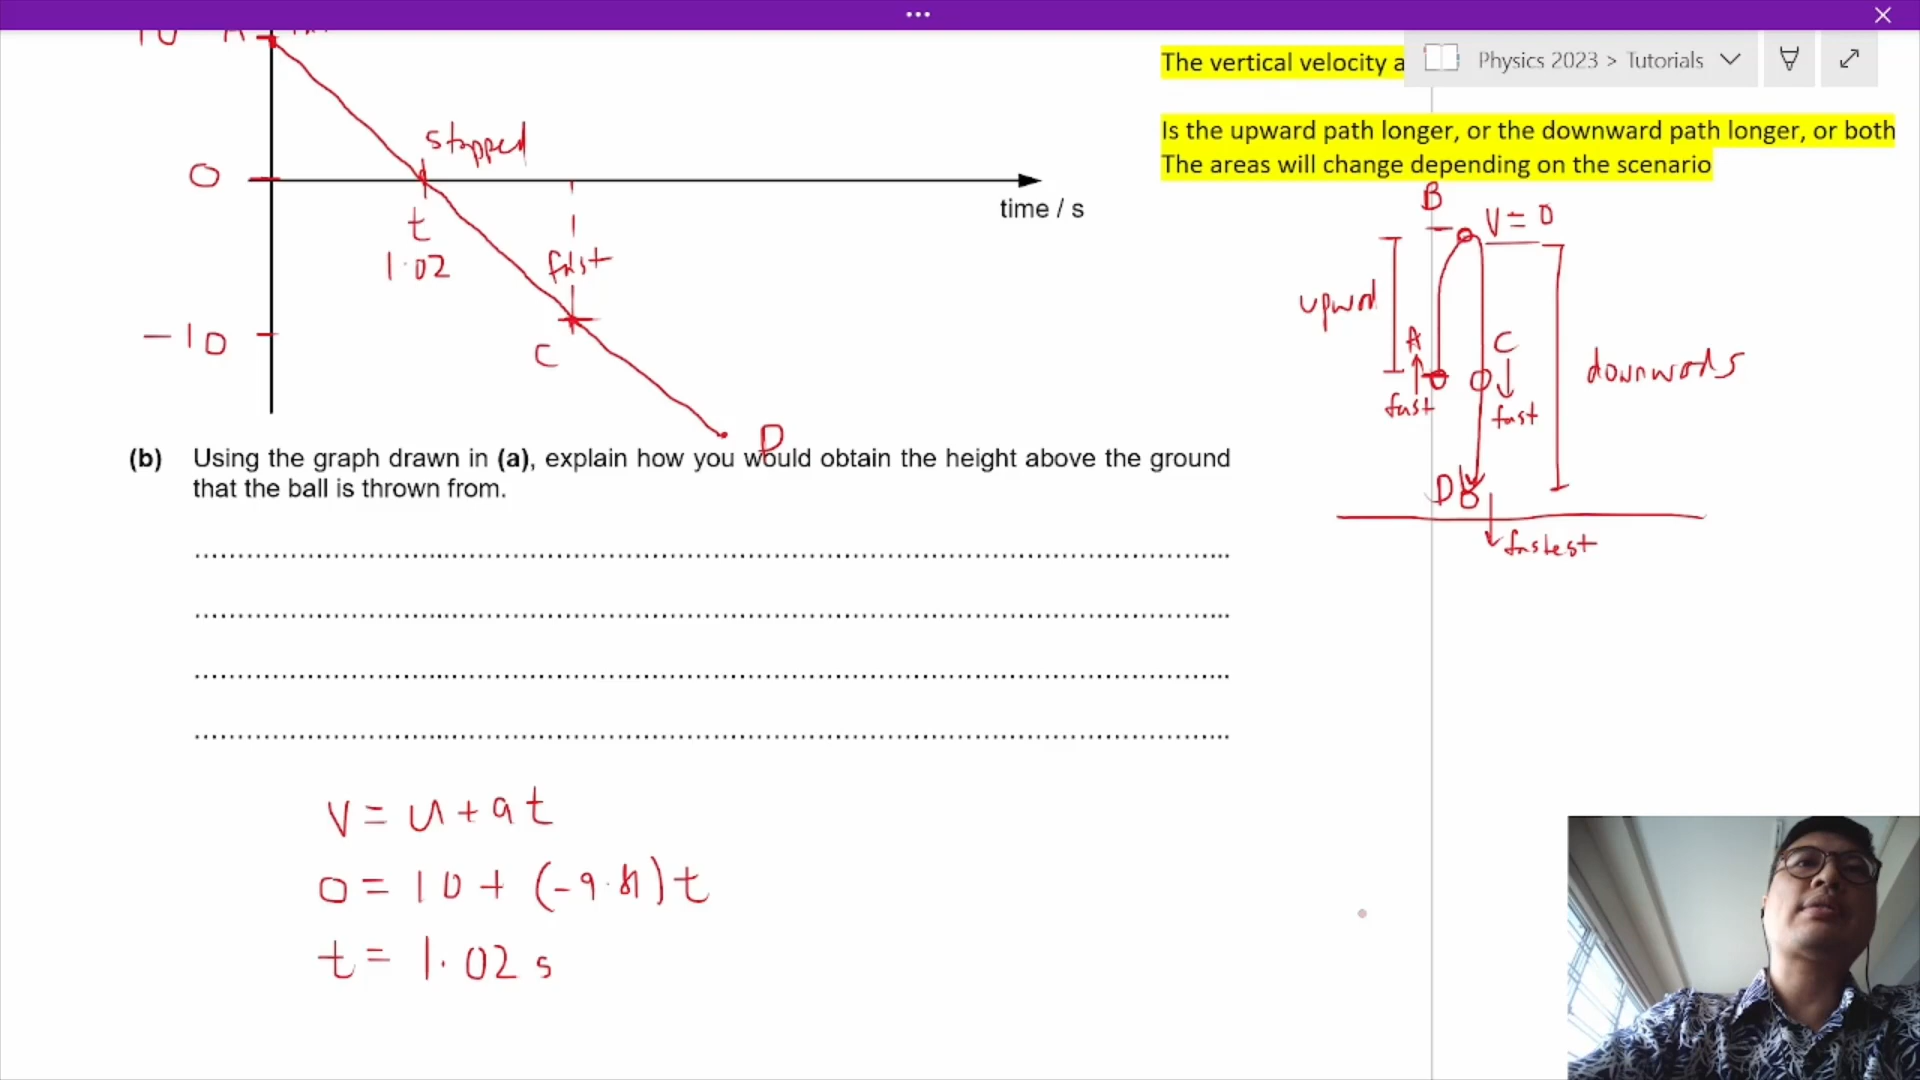 Physics 2023 > Tutorials
The vertical velocity a
Is the upward path longer, or the downward path longer, or both
The areas will change depending on the scenario
10 A
stopped
0
time / s
t
1.02
fast
-10
C
D
B
V = 0
upward
A
C
fast
fast
downwards
D
fastest
(b) Using the graph drawn in (a), explain how you would obtain the height above the ground
that the ball is thrown from.
V = u + at
0 = 10 + (-9.81)t
t = 1.02 s